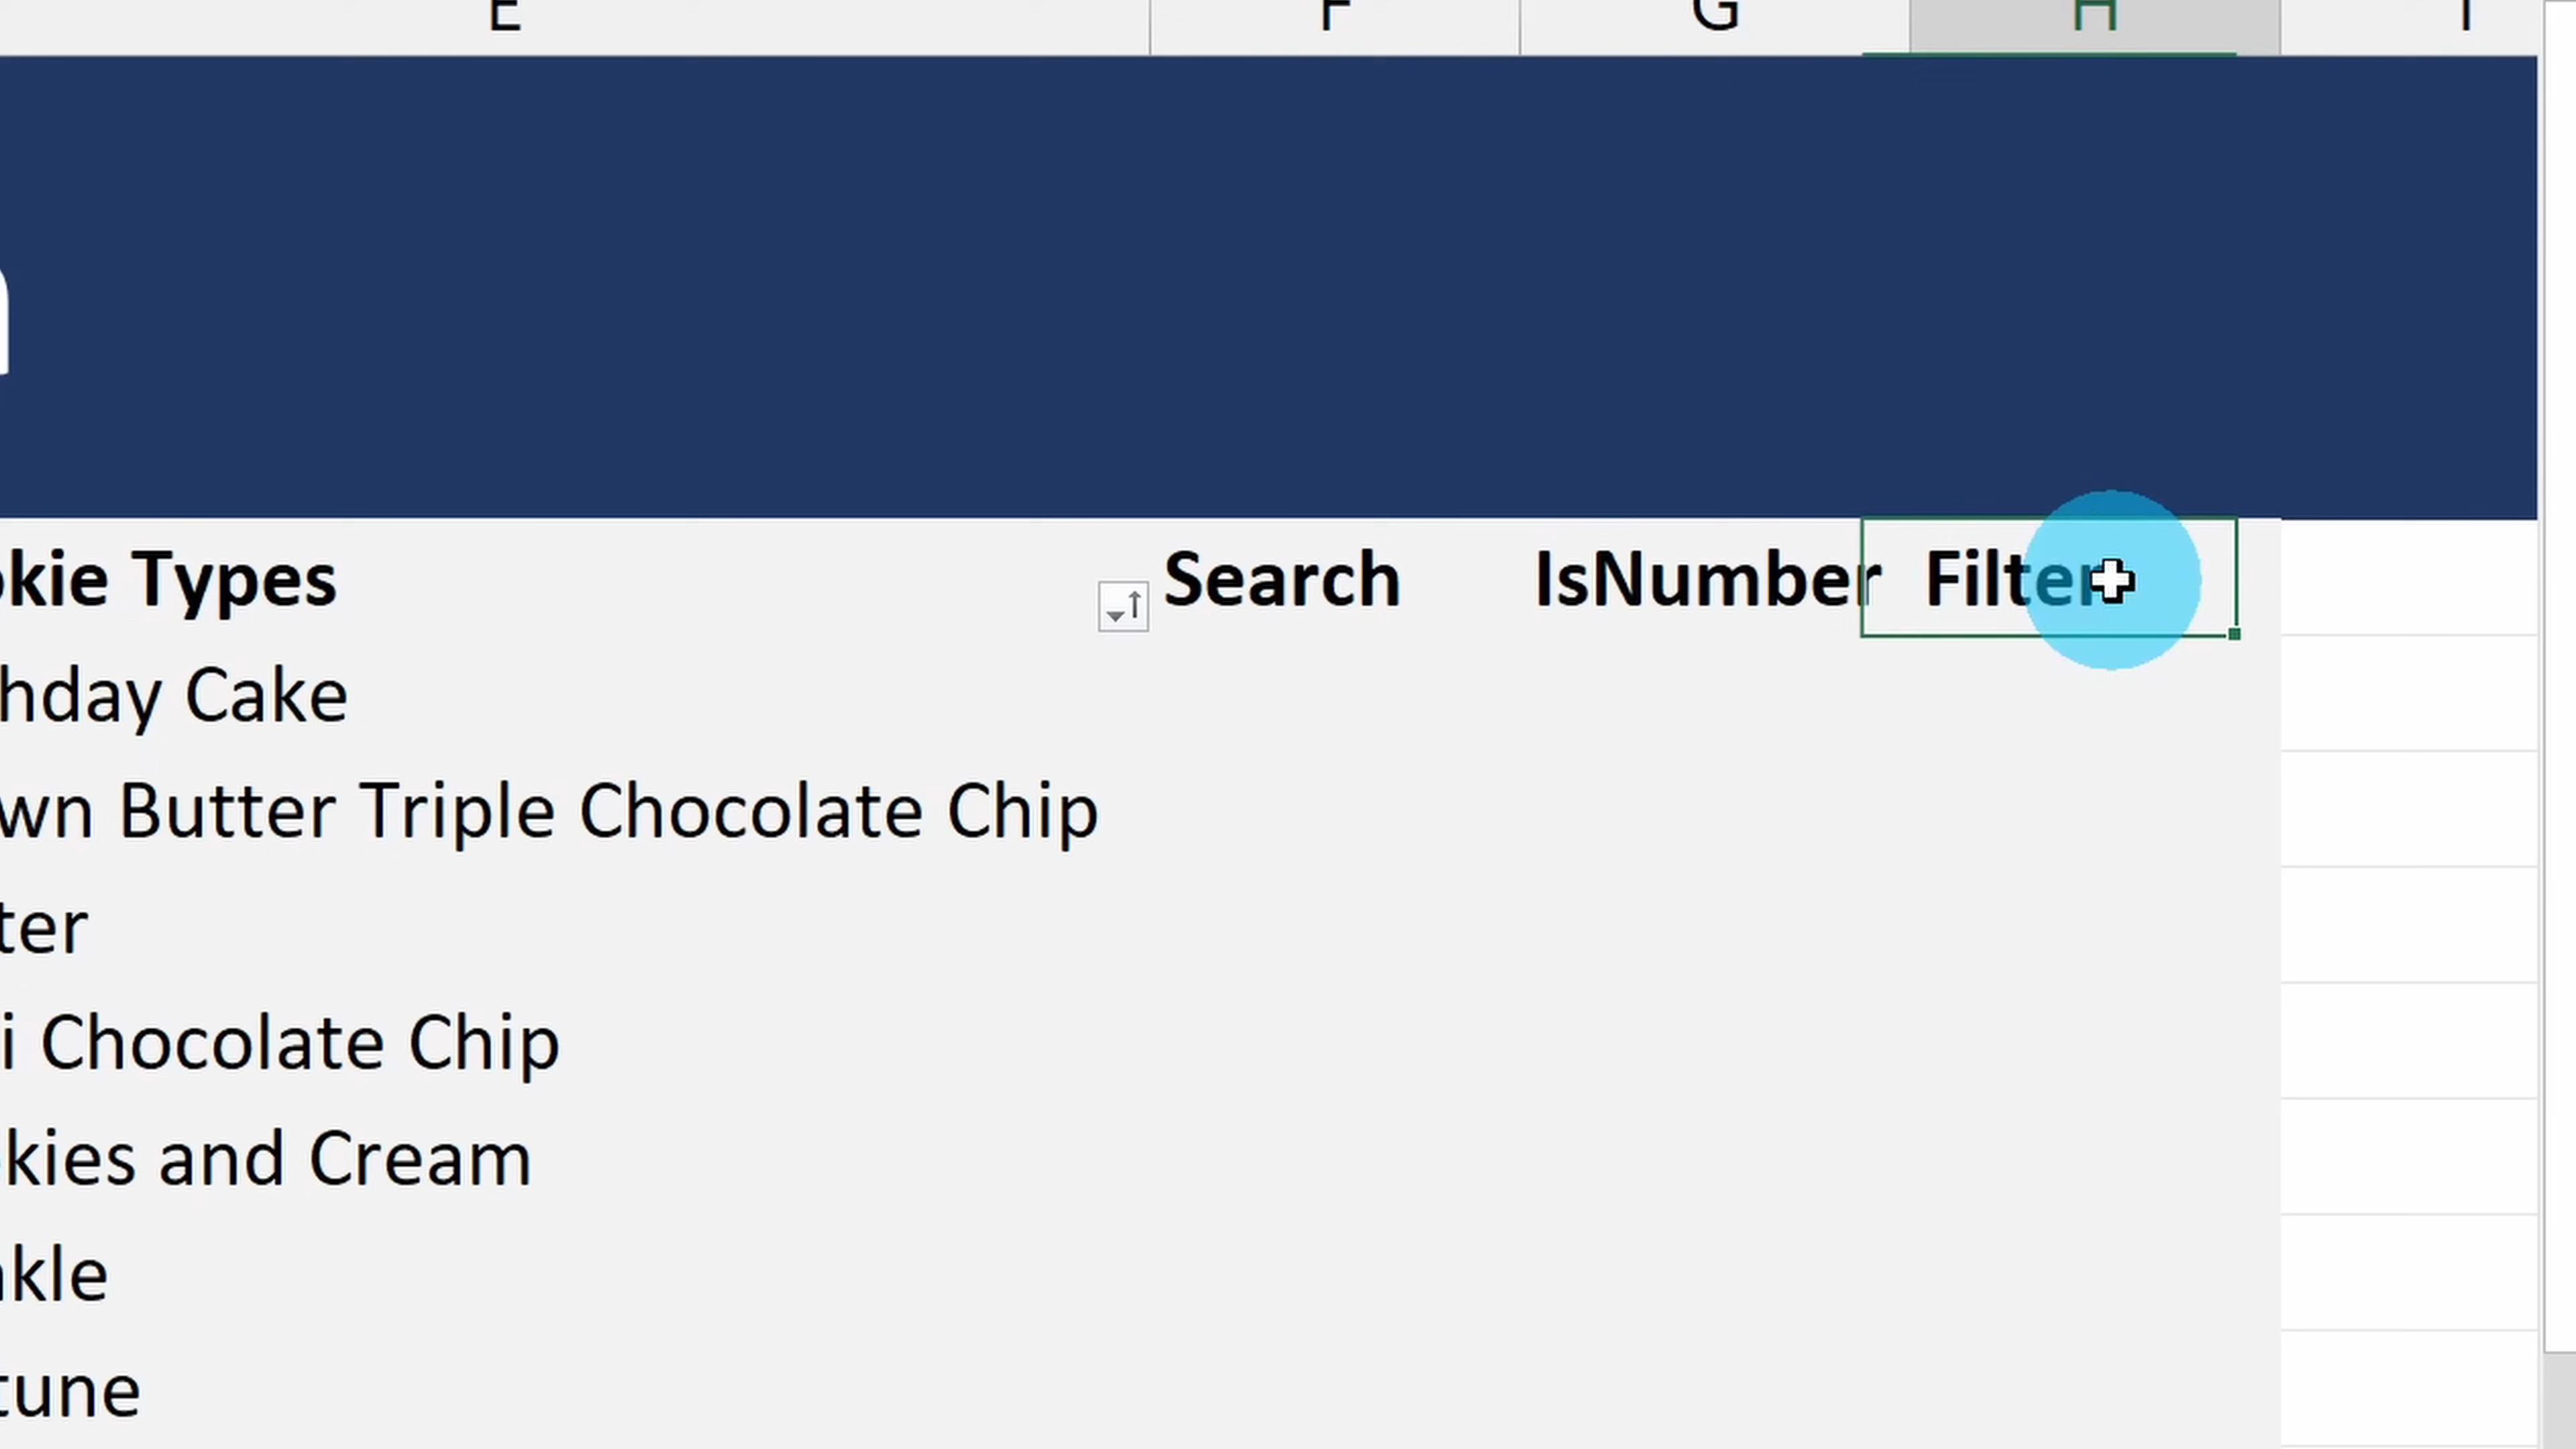 E F G H I
n
okie Types Search IsNumber Filter
hday Cake
wn Butter Triple Chocolate Chip
ter
i Chocolate Chip
kies and Cream
nkle
tune